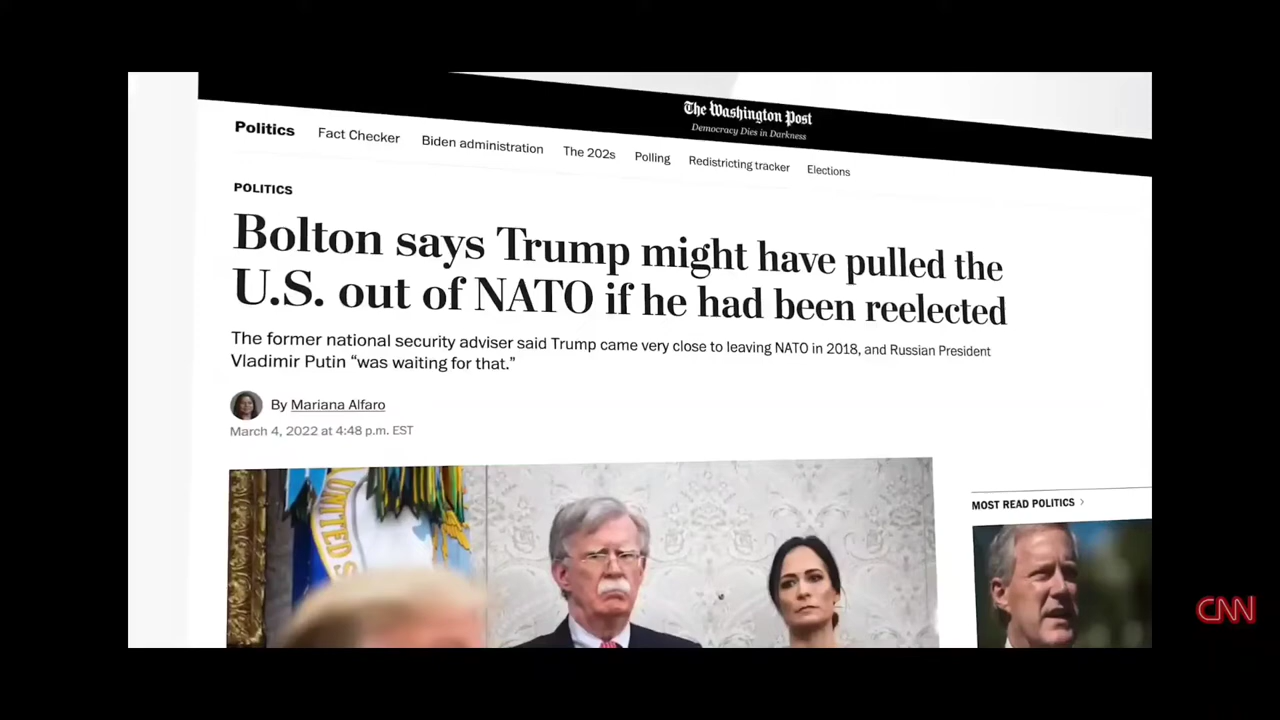 The Washington Post
Democracy Dies in Darkness
Politics Fact Checker Biden administration The 202s Polling Redistricting tracker Elections
POLITICS
Bolton says Trump might have pulled the
U.S. out of NATO if he had been reelected
The former national security adviser said Trump came very close to leaving NATO in 2018, and Russian President
Vladimir Putin “was waiting for that.”
By Mariana Alfaro
March 4, 2022 at 4:48 p.m. EST
MOST READ POLITICS >
UNITED S
CNN